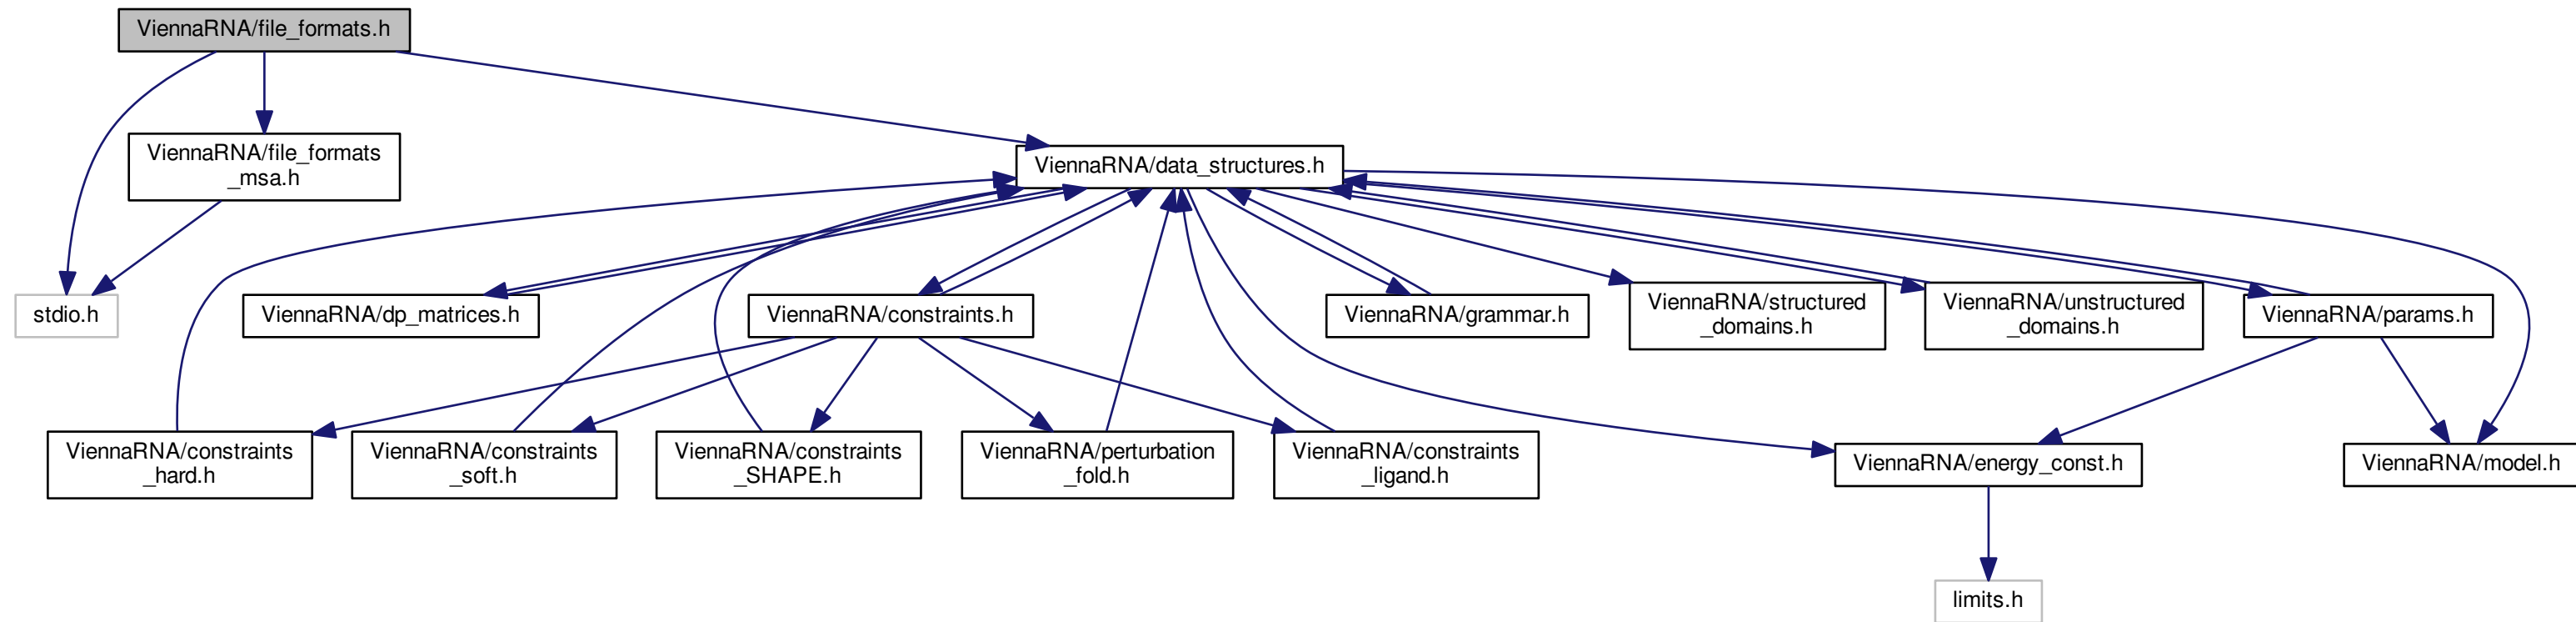 ViennaRNA/file_formats.h
ViennaRNA/file_formats
_msa.h
ViennaRNA/data_structures.h
stdio.h
ViennaRNA/dp_matrices.h
ViennaRNA/constraints.h
ViennaRNA/grammar.h
ViennaRNA/structured
_domains.h
ViennaRNA/unstructured
_domains.h
ViennaRNA/params.h
ViennaRNA/constraints
_hard.h
ViennaRNA/constraints
_soft.h
ViennaRNA/constraints
_SHAPE.h
ViennaRNA/perturbation
_fold.h
ViennaRNA/constraints
_ligand.h
ViennaRNA/energy_const.h
ViennaRNA/model.h
limits.h